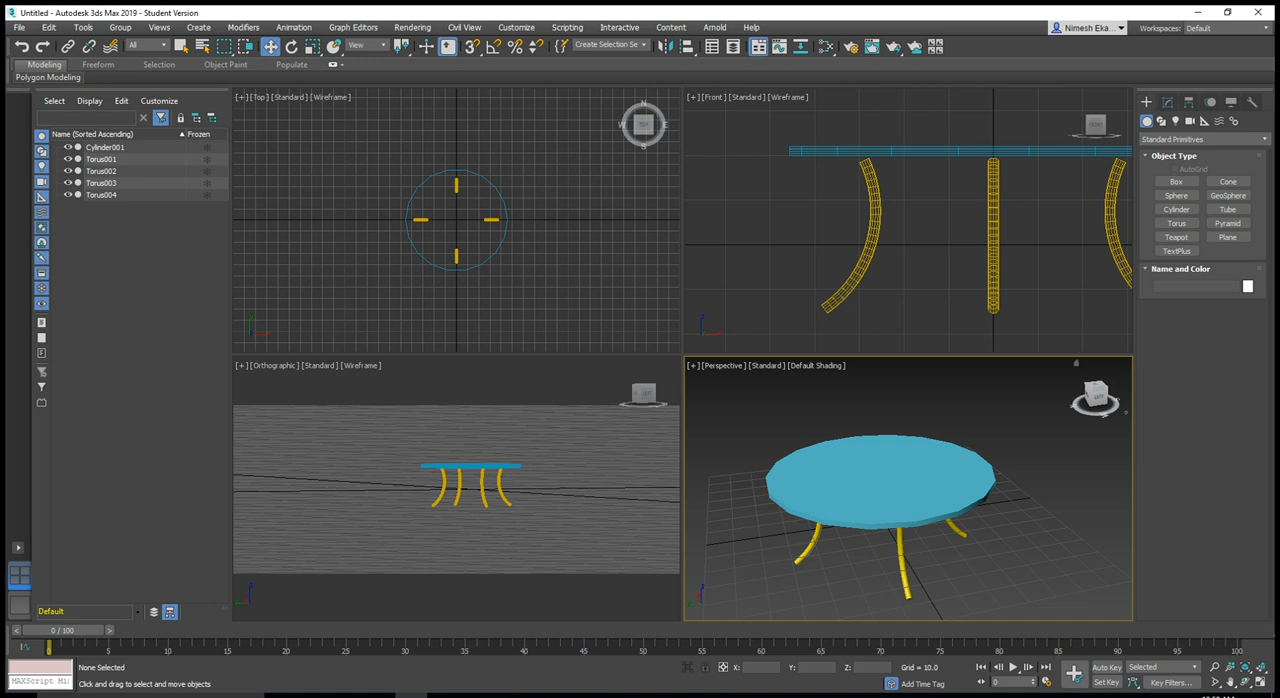 Untitled - Autodesk 3ds Max 2019 - Student Version
File Edit Tools Group Views Create Modifiers Animation Graph Editors Rendering Civil View Customize Scripting Interactive Content Arnold Help
Nimesh Eka... Workspaces: Default
All View Create Selection Se
Modeling Freeform Selection Object Paint Populate
Polygon Modeling
Select Display Edit Customize
Name (Sorted Ascending) ▲ Frozen
Cylinder001
Torus001
Torus002
Torus003
Torus004
Default
[+] [Top] [Standard] [Wireframe]
N
W TOP E
S
[+] [Front] [Standard] [Wireframe]
FRONT
[+] [Orthographic] [Standard] [Wireframe]
[+] [Perspective] [Standard] [Default Shading]
LEFT
Standard Primitives
Object Type
AutoGrid
Box Cone
Sphere GeoSphere
Cylinder Tube
Torus Pyramid
Teapot Plane
TextPlus
Name and Color
< 0 / 100 >
0 5 10 15 20 25 30 35 40 45 50 55 60 65 70 75 80 85 90 95 100
None Selected X: Y: Z: Grid = 10.0 Auto Key Selected
MAXScript Mi: Click and drag to select and move objects Add Time Tag 0 Set Key Key Filters...